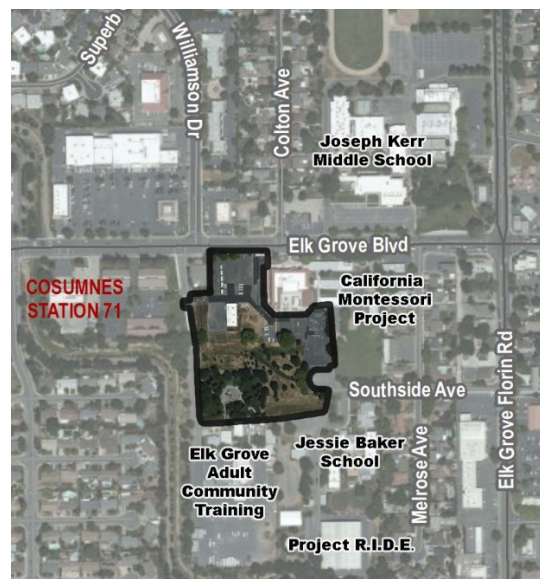 Superb
Williamson Dr
Colton Ave
Joseph Kerr
Middle School
Elk Grove Blvd
COSUMNES
STATION 71
California
Montessori
Project
Elk Grove Florin Rd
Southside Ave
Elk Grove
Adult
Community
Training
Jessie Baker
School
Melrose Ave
Project R.I.D.E.